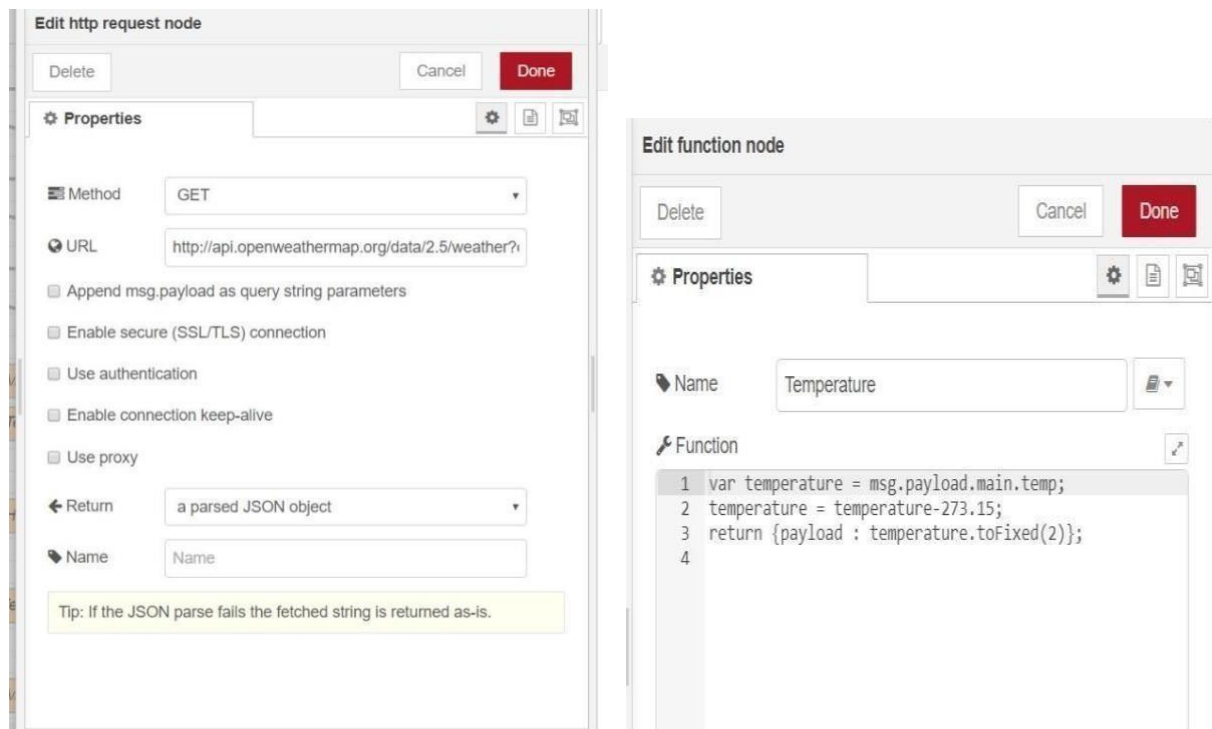 Edit http request node
Delete
Cancel
Done
Properties
Method
GET
URL
http://api.openweathermap.org/data/2.5/weather?
Append msg.payload as query string parameters
Enable secure (SSL/TLS) connection
Use authentication
Enable connection keep-alive
Use proxy
Return
a parsed JSON object
Name
Name
Tip: If the JSON parse fails the fetched string is returned as-is.
Edit function node
Delete
Cancel
Done
Properties
Name
Temperature
Function
1 var temperature = msg.payload.main.temp;
2 temperature = temperature-273.15;
3 return {payload : temperature.toFixed(2)};
4